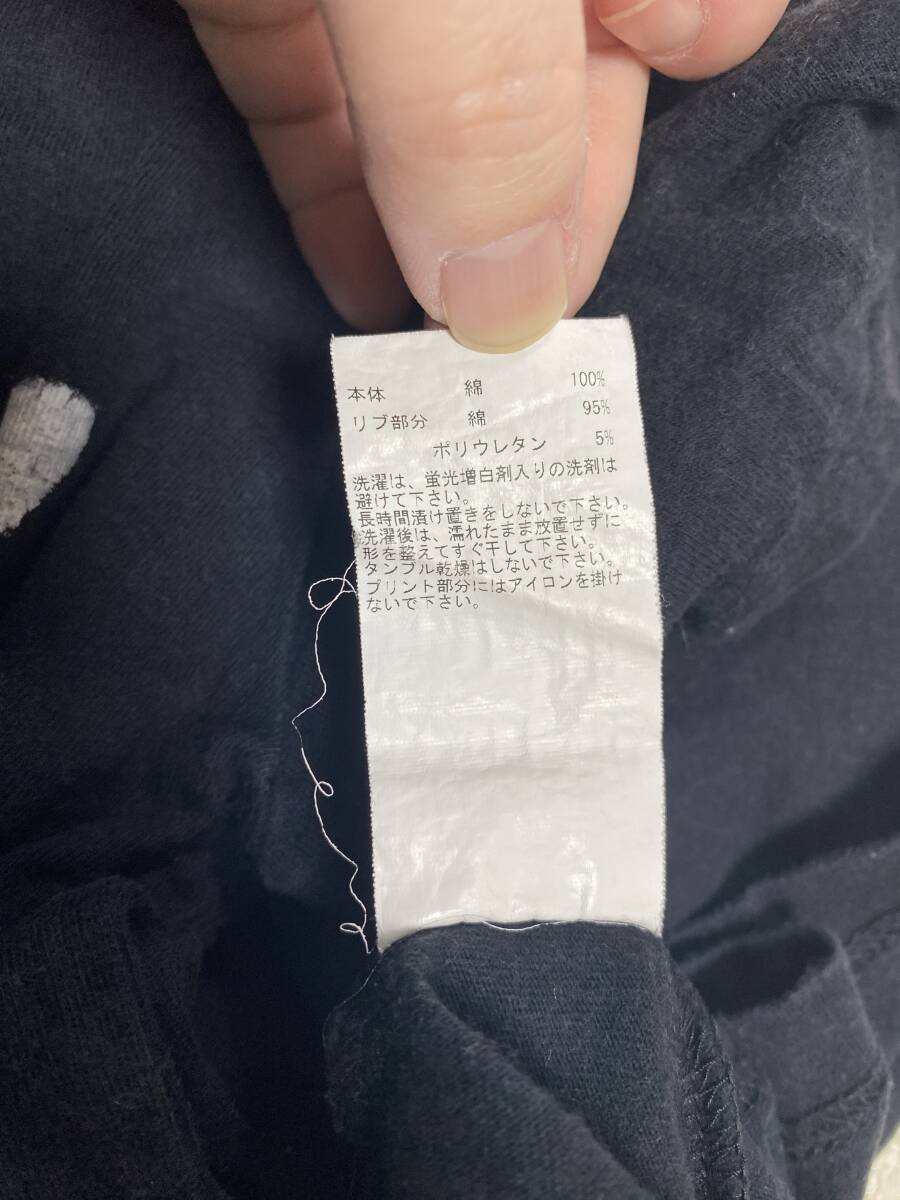 本体 綿 100%
リブ部分 綿 95%
ポリウレタン 5%
洗濯は、蛍光増白剤入りの洗剤は
避けて下さい。
長時間漬け置きをしないで下さい。
洗濯後は、濡れたまま放置せずに
形を整えてすぐ干して下さい。
タンブル乾燥はしないで下さい。
プリント部分にはアイロンを掛け
ないで下さい。